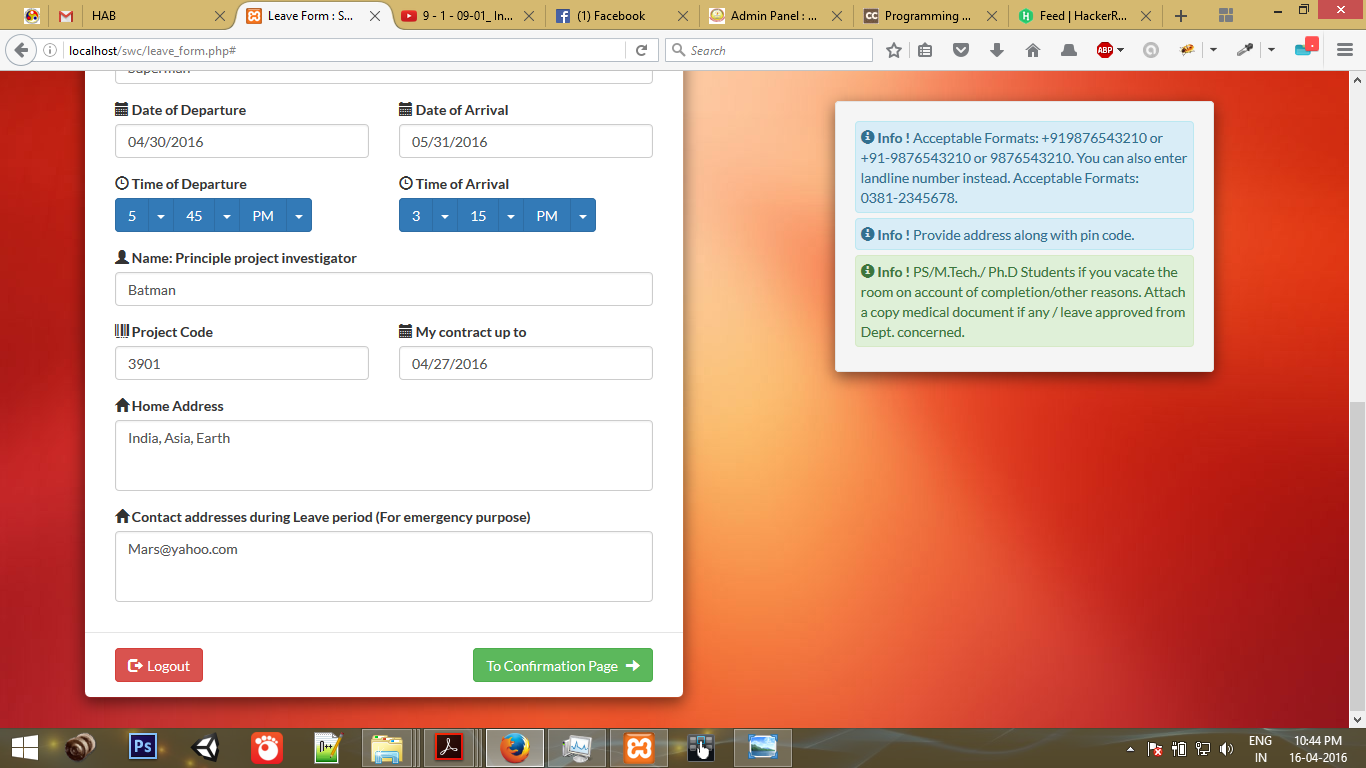 HAB
Leave Form : S...
9 - 1 - 09-01_ In...
(1) Facebook
Admin Panel : ...
CC
Programming ...
H
Feed | HackerR...
localhost/swc/leave_form.php#
Search
ABP
Date of Departure
Date of Arrival
04/30/2016
05/31/2016
Time of Departure
Time of Arrival
5 45 PM
3 15 PM
Name: Principle project investigator
Batman
Project Code
My contract up to
3901
04/27/2016
Home Address
India, Asia, Earth
Contact addresses during Leave period (For emergency purpose)
Mars@yahoo.com
Logout
To Confirmation Page
Info ! Acceptable Formats: +919876543210 or
+91-9876543210 or 9876543210. You can also enter
landline number instead. Acceptable Formats:
0381-2345678.
Info ! Provide address along with pin code.
Info ! PS/M.Tech./ Ph.D Students if you vacate the
room on account of completion/other reasons. Attach
a copy medical document if any / leave approved from
Dept. concerned.
Ps
ENG
IN
10:44 PM
16-04-2016